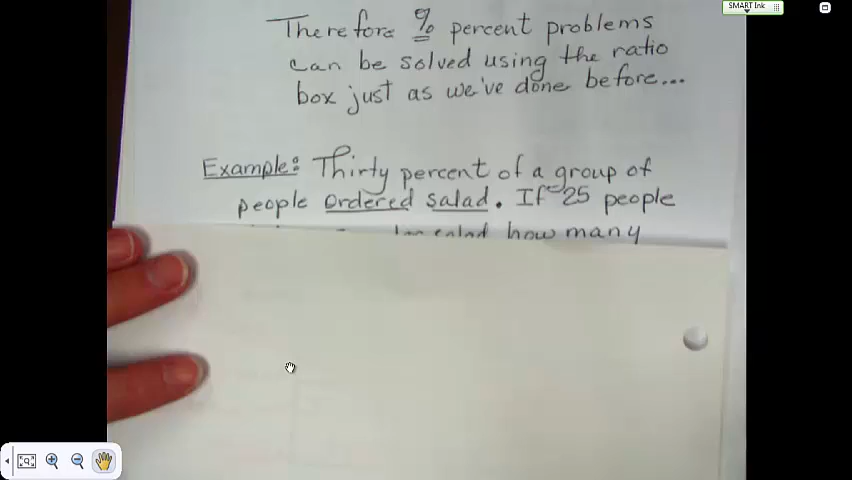 SMART Ink
Therefore % percent problems
can be solved using the ratio
box just as we've done before...
Example: Thirty percent of a group of
people ordered salad. If 25 people
salad how many